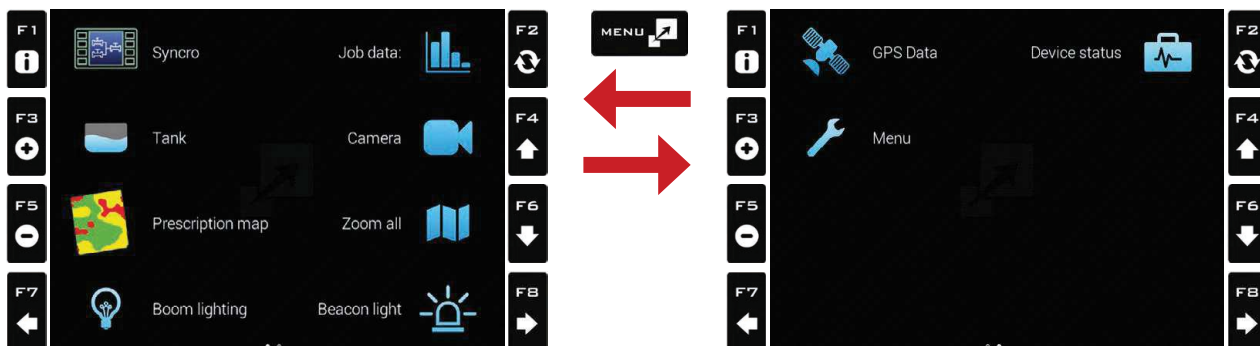 F1
Syncro
Job data:
F2
MENU
F1
GPS Data
Device status
F2
F3
Tank
Camera
F4
F3
Menu
F4
F5
Prescription map
Zoom all
F6
F5
F6
F7
Boom lighting
Beacon light
F8
F7
F8